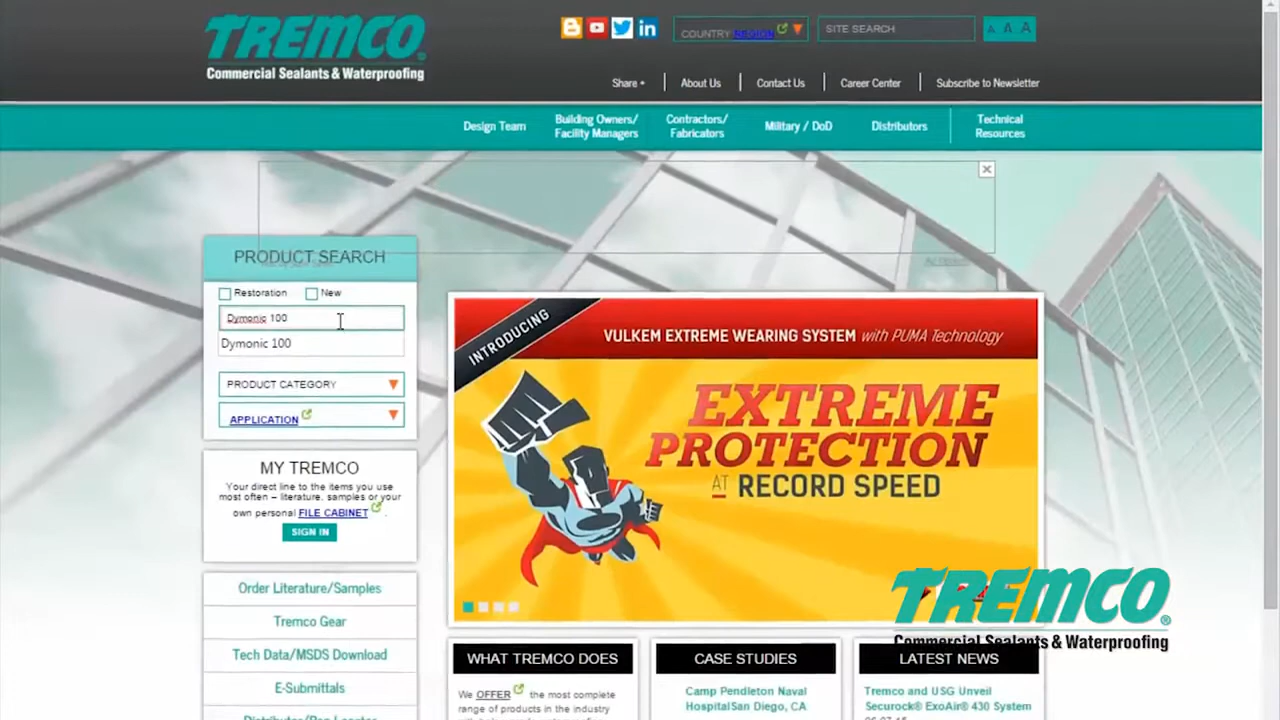 TREMCO®
Commercial Sealants & Waterproofing
COUNTRY REGION
SITE SEARCH
A A A
Share +
About Us
Contact Us
Career Center
Subscribe to Newsletter
Design Team
Building Owners/
Facility Managers
Contractors/
Fabricators
Military / DoD
Distributors
Technical
Resources
PRODUCT SEARCH
Restoration
New
Dymonic 100
Dymonic 100
PRODUCT CATEGORY
APPLICATION
MY TREMCO
Your direct line to the items you use
most often – literature, samples or your
own personal FILE CABINET .
SIGN IN
Order Literature/Samples
Tremco Gear
Tech Data/MSDS Download
E-Submittals
INTRODUCING
VULKEM EXTREME WEARING SYSTEM with PUMA Technology
EXTREME
PROTECTION
AT RECORD SPEED
TREMCO®
Commercial Sealants & Waterproofing
WHAT TREMCO DOES
We OFFER the most complete
range of products in the industry
CASE STUDIES
Camp Pendleton Naval
HospitalSan Diego, CA
LATEST NEWS
Tremco and USG Unveil
Securock® ExoAir® 430 System